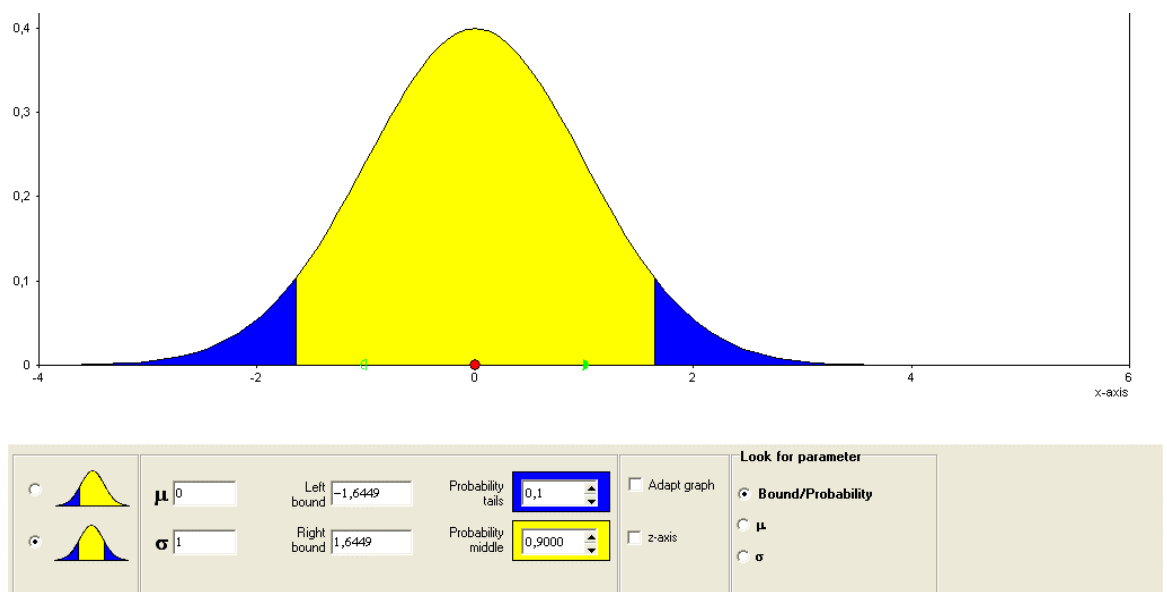 0,4
0,3
0,2
0,1
0
-4 -2 0 2 4 6
x-axis
Look for parameter
μ 0 Left bound -1,6449 Probability tails 0,1 Adapt graph Bound/Probability
μ
σ 1 Right bound 1,6449 Probability middle 0,9000 z-axis
σ